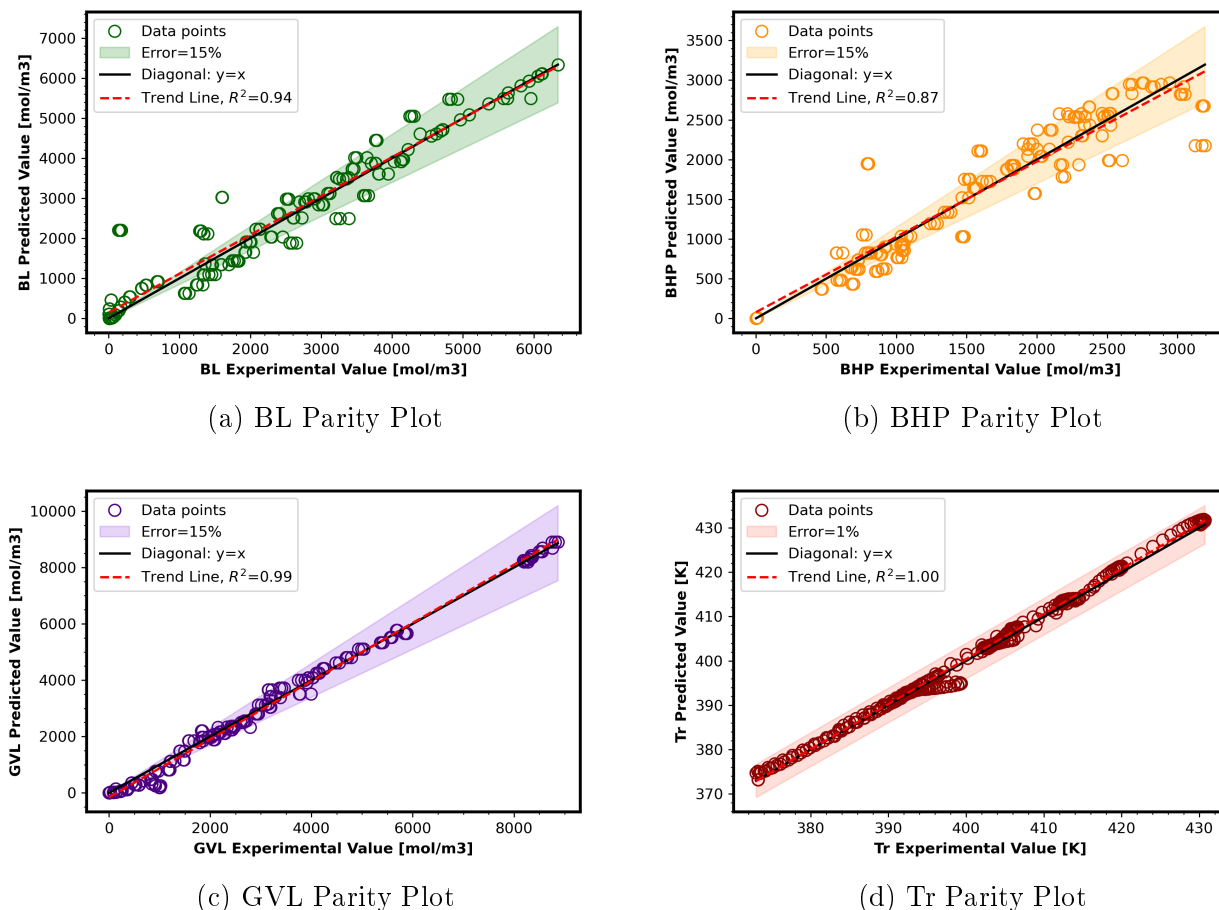 Data points
Error=15%
Diagonal: y=x
Trend Line, R²=0.94
BL Predicted Value [mol/m3]
7000
6000
5000
4000
3000
2000
1000
0
0 1000 2000 3000 4000 5000 6000
BL Experimental Value [mol/m3]
(a) BL Parity Plot
Data points
Error=15%
Diagonal: y=x
Trend Line, R²=0.87
BHP Predicted Value [mol/m3]
3500
3000
2500
2000
1500
1000
500
0
0 500 1000 1500 2000 2500 3000
BHP Experimental Value [mol/m3]
(b) BHP Parity Plot
Data points
Error=15%
Diagonal: y=x
Trend Line, R²=0.99
GVL Predicted Value [mol/m3]
10000
8000
6000
4000
2000
0
0 2000 4000 6000 8000
GVL Experimental Value [mol/m3]
(c) GVL Parity Plot
Data points
Error=1%
Diagonal: y=x
Trend Line, R²=1.00
Tr Predicted Value [K]
430
420
410
400
390
380
370
380 390 400 410 420 430
Tr Experimental Value [K]
(d) Tr Parity Plot